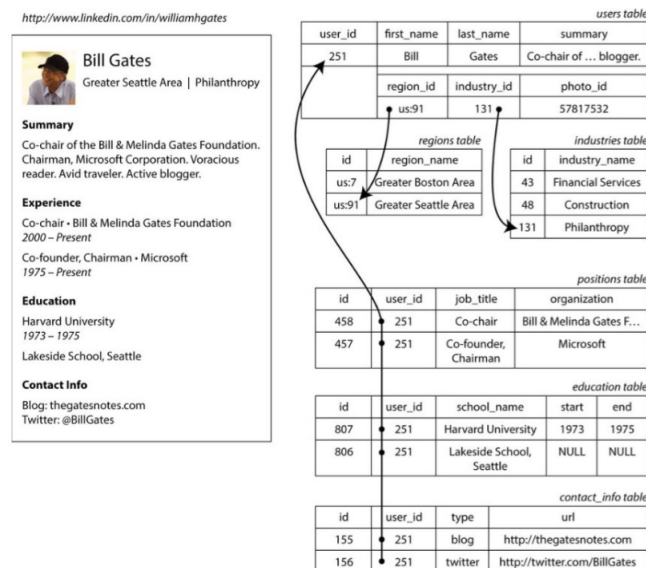 http://www.linkedin.com/in/williamhgates
Bill Gates
Greater Seattle Area | Philanthropy
Summary
Co-chair of the Bill & Melinda Gates Foundation.
Chairman, Microsoft Corporation. Voracious
reader. Avid traveler. Active blogger.
Experience
Co-chair • Bill & Melinda Gates Foundation
2000 – Present
Co-founder, Chairman • Microsoft
1975 – Present
Education
Harvard University
1973 – 1975
Lakeside School, Seattle
Contact Info
Blog: thegatesnotes.com
Twitter: @BillGates
users table
user_id first_name last_name summary
251 Bill Gates Co-chair of … blogger.
region_id industry_id photo_id
us:91 131 57817532
regions table
id region_name
us:7 Greater Boston Area
us:91 Greater Seattle Area
industries table
id industry_name
43 Financial Services
48 Construction
131 Philanthropy
positions table
id user_id job_title organization
458 251 Co-chair Bill & Melinda Gates F…
457 251 Co-founder, Microsoft
Chairman
education table
id user_id school_name start end
807 251 Harvard University 1973 1975
806 251 Lakeside School, NULL NULL
Seattle
contact_info table
id user_id type url
155 251 blog http://thegatesnotes.com
156 251 twitter http://twitter.com/BillGates